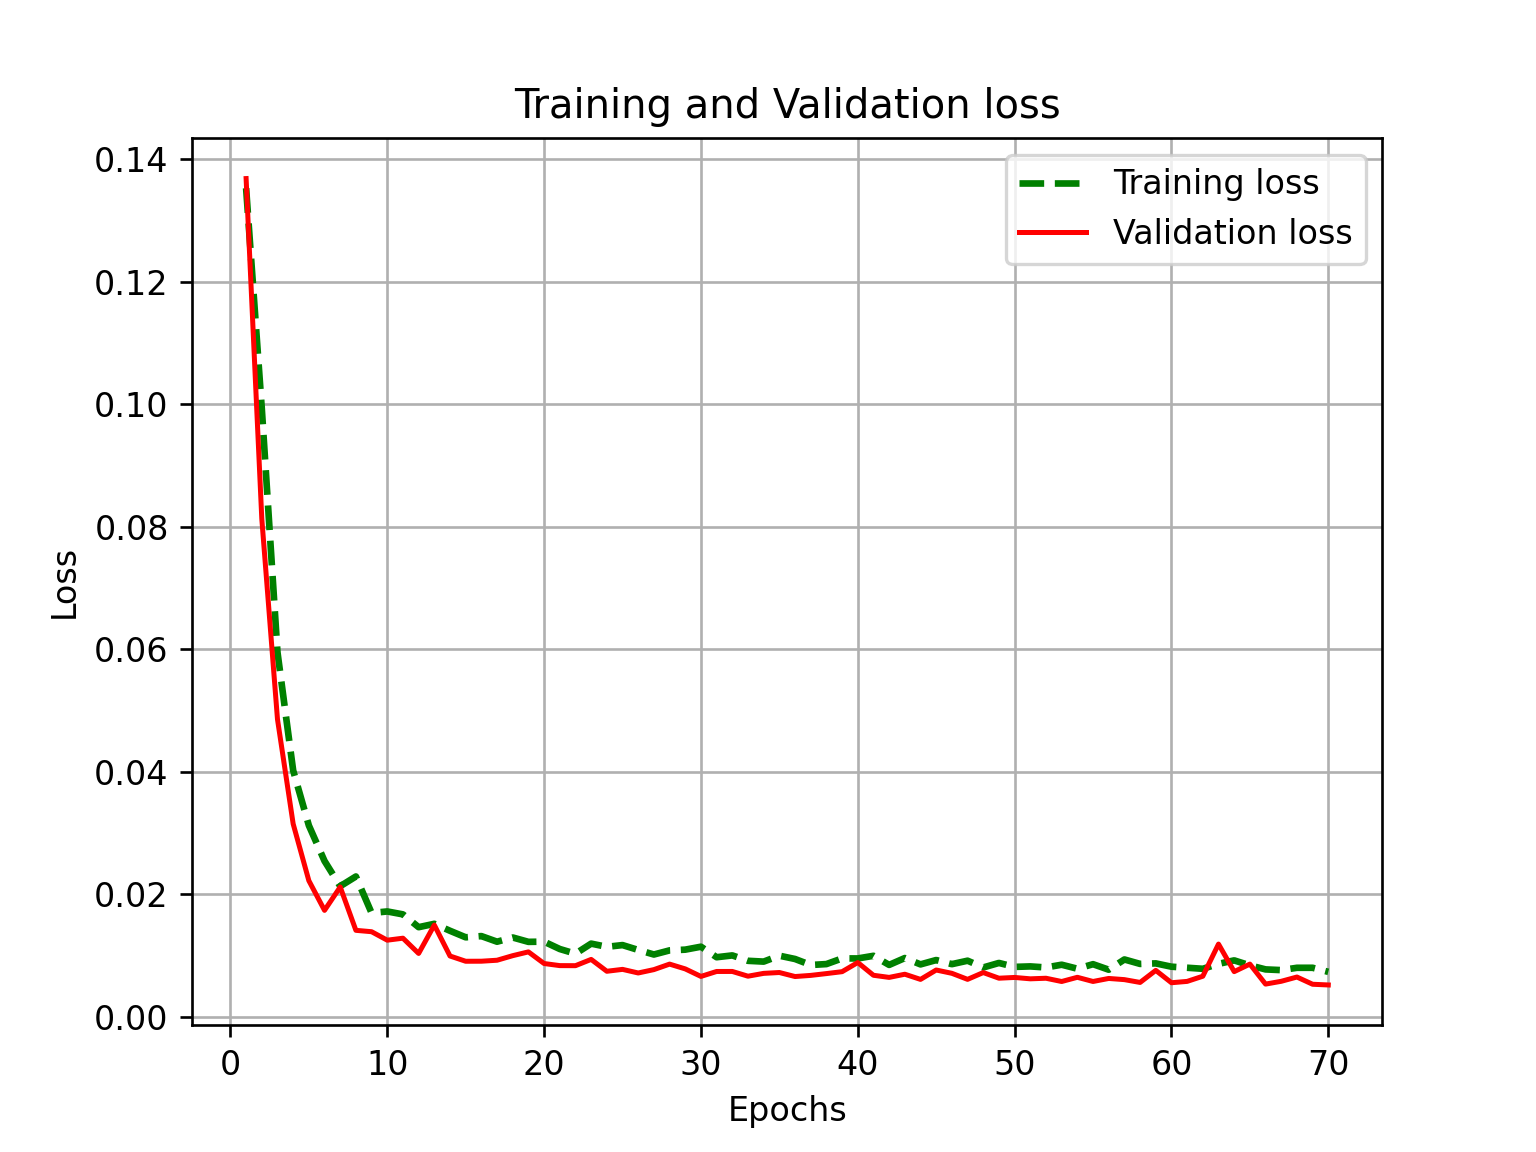 Training and Validation loss
0.14
0.12
0.10
0.08
0.06
0.04
0.02
0.00
Loss
Training loss
Validation loss
0 10 20 30 40 50 60 70
Epochs